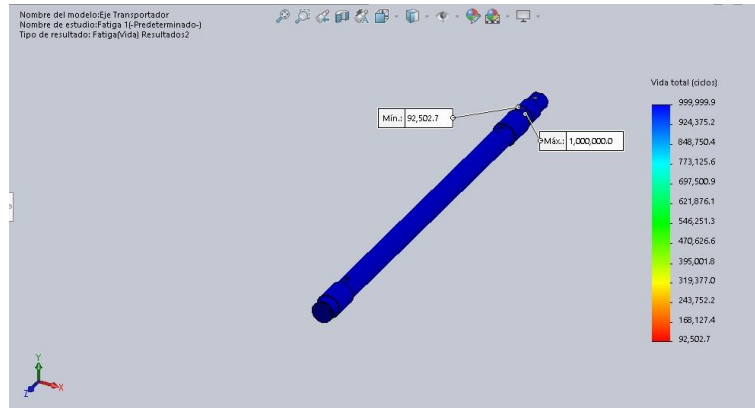 Nombre del modelo:Eje Transportador
Nombre de estudio:Fatiga 1(-Predeterminado-)
Tipo de resultado: Fatiga(Vida) Resultados2
Vida total (ciclos)
Mín.: 92,502.7
Máx.: 1,000,000.0
999,999.9
924,375.2
848,750.4
773,125.6
697,500.9
621,876.1
546,251.3
470,626.6
395,001.8
319,377.0
243,752.2
168,127.4
92,502.7
Y
X
Z